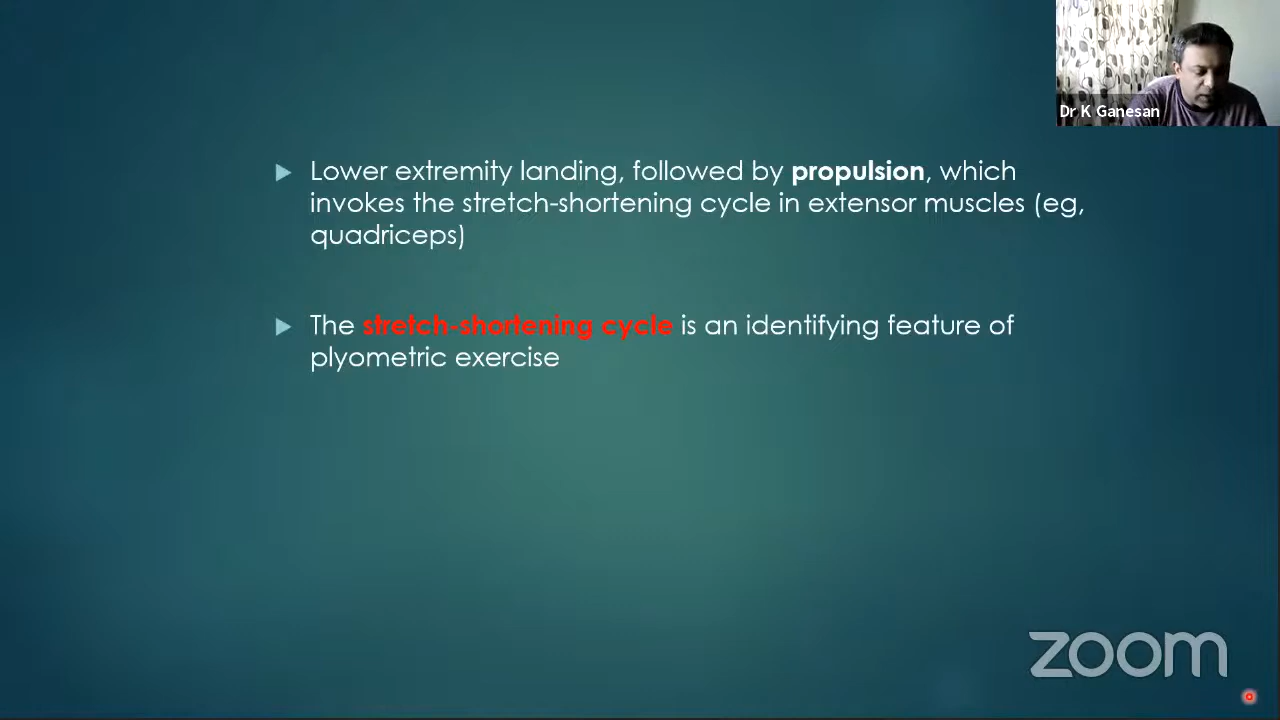 Dr K Ganesan
Lower extremity landing, followed by propulsion, which
invokes the stretch-shortening cycle in extensor muscles (eg,
quadriceps)
The stretch-shortening cycle is an identifying feature of
plyometric exercise
zoom